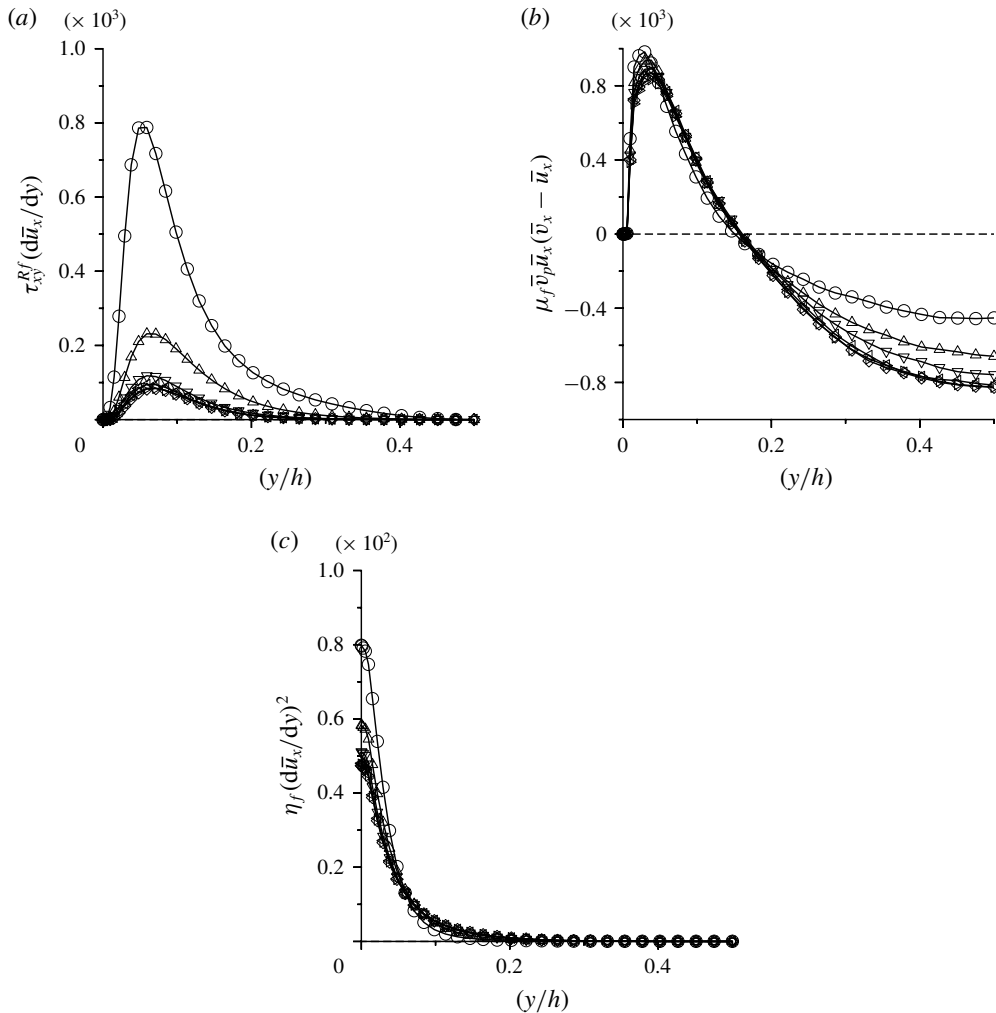 (a) (× 10³)
1.0
0.8
0.6
0.4
0.2
0 0.2 0.4
τ_{xy}^{Rf}(dū_x/dy)
(y/h)
(b) (× 10³)
0.8
0.4
0
−0.4
−0.8
0 0.2 0.4
μ_f v̄_p ū_x(v̄_x − ū_x)
(y/h)
(c) (× 10²)
1.0
0.8
0.6
0.4
0.2
0 0.2 0.4
η_f(dū_x/dy)²
(y/h)